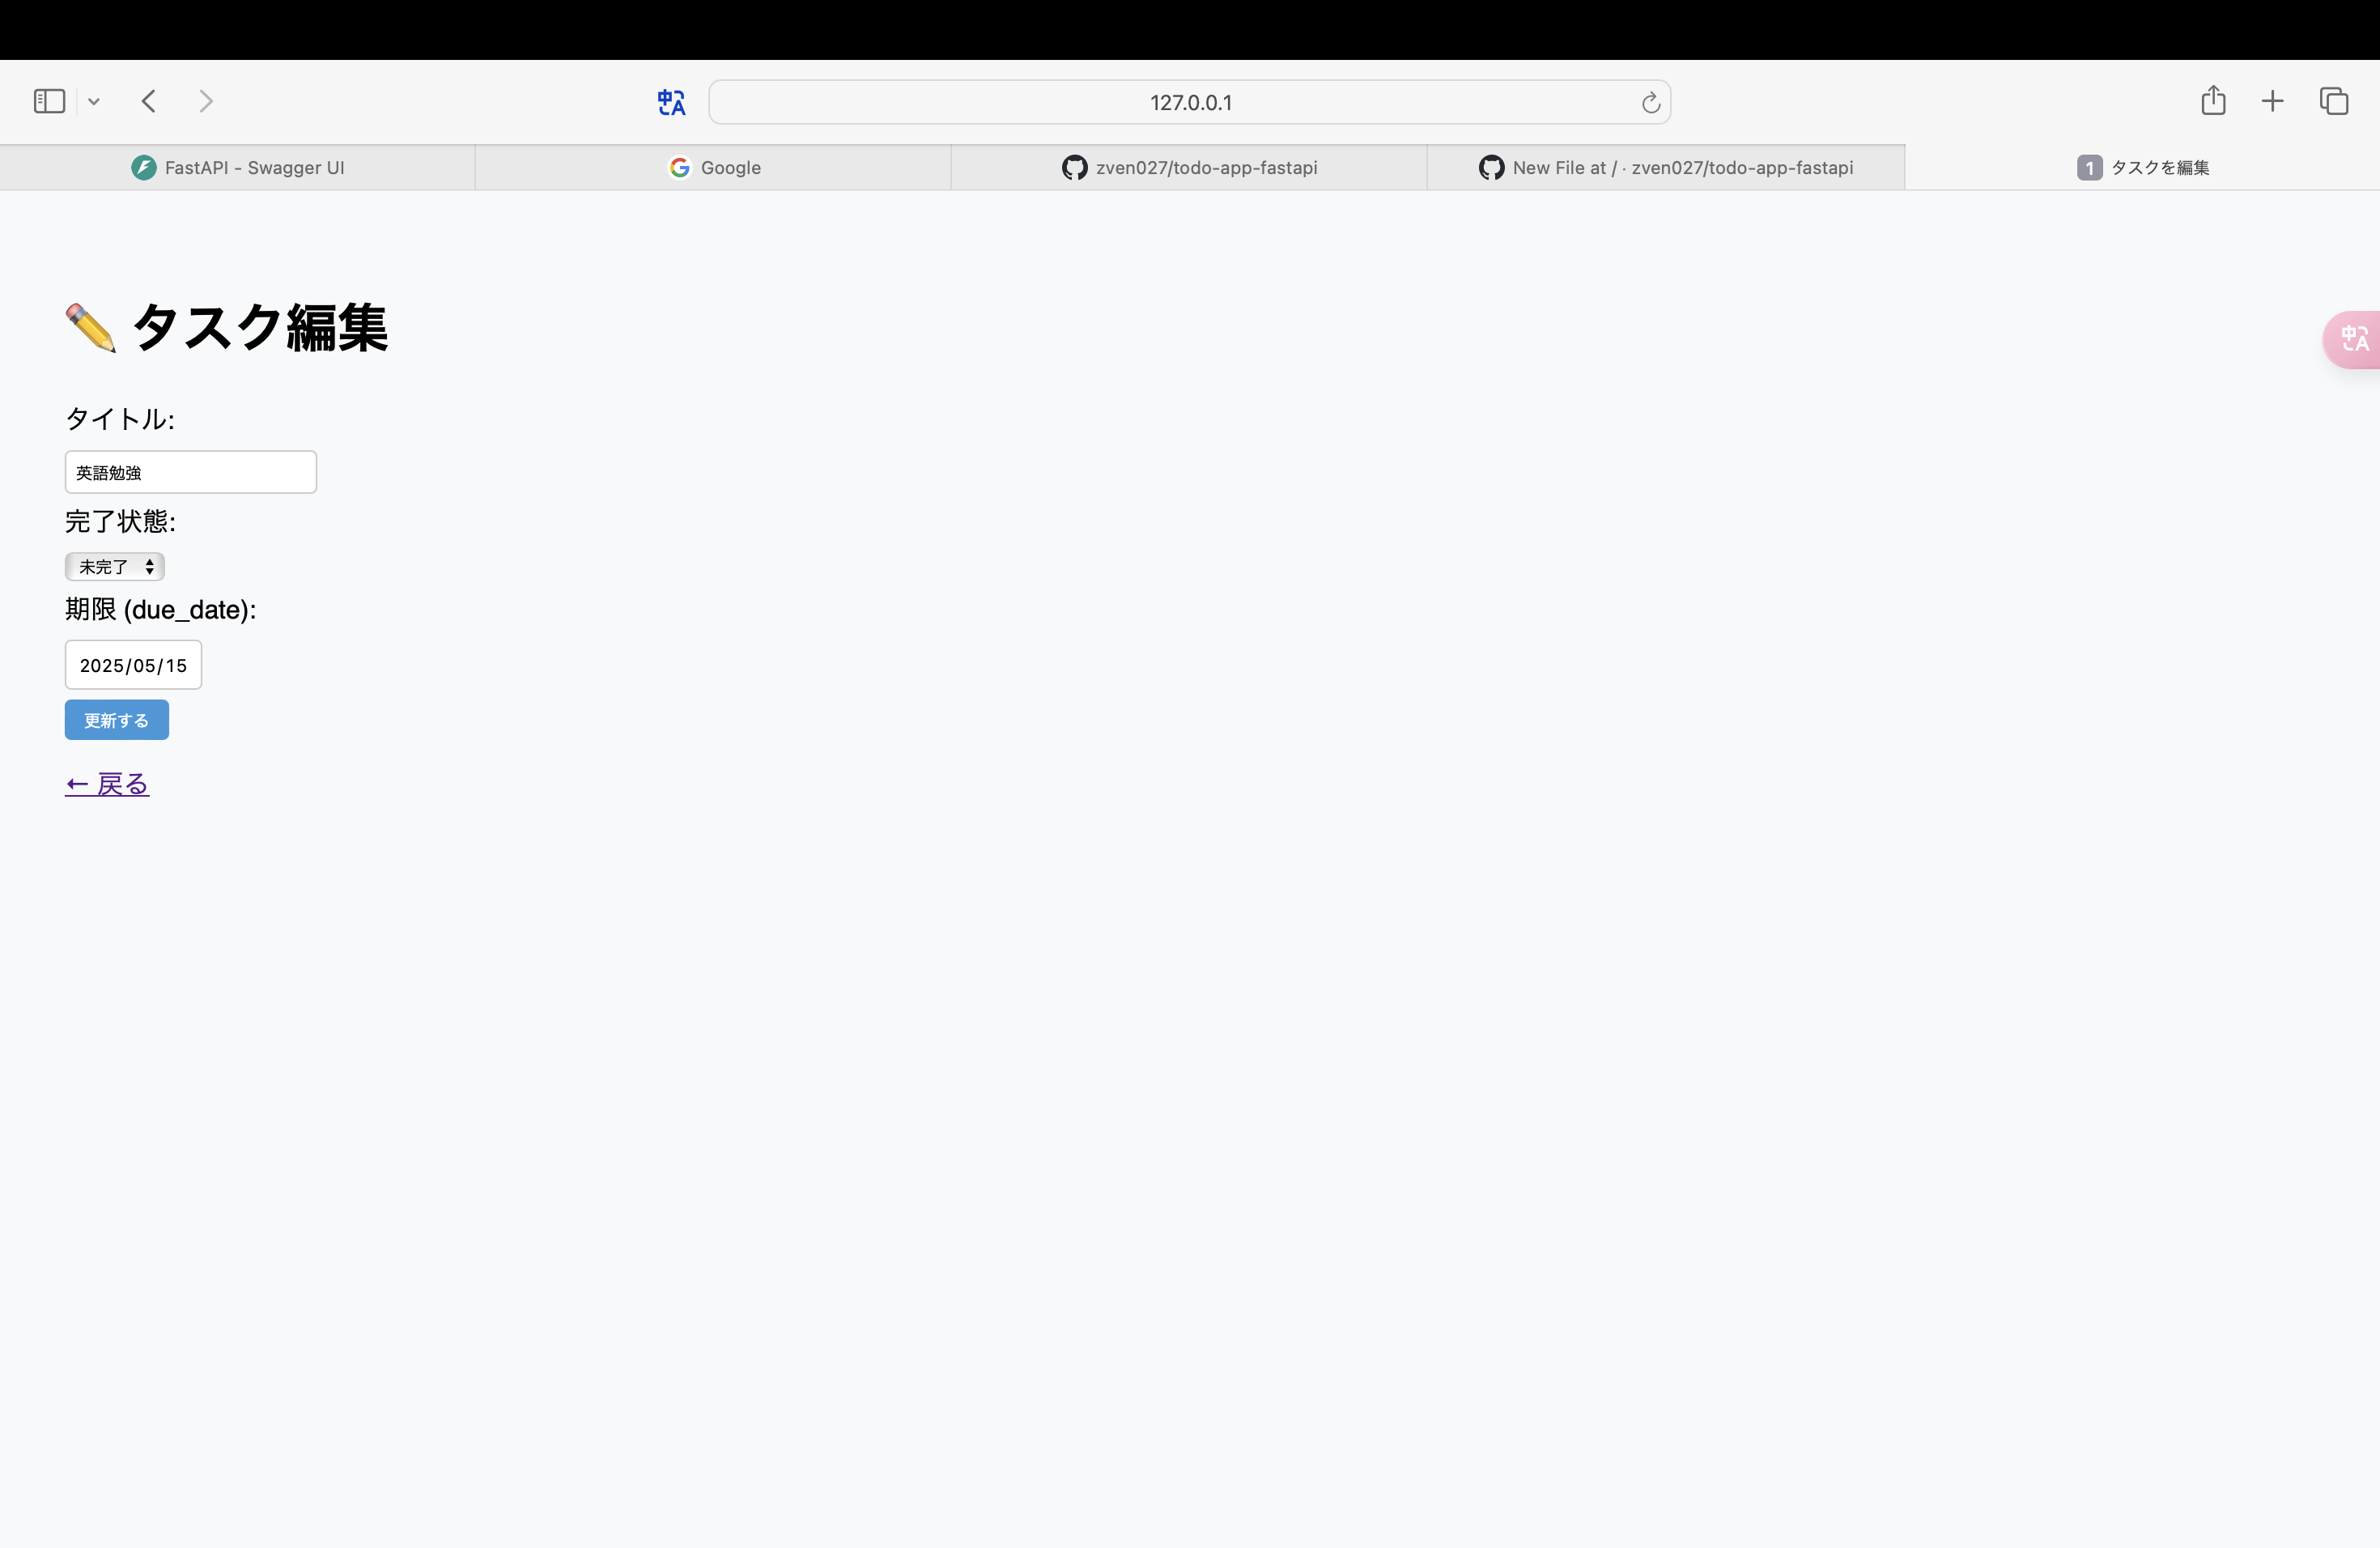 127.0.0.1
FastAPI - Swagger UI
Google
zven027/todo-app-fastapi
New File at / · zven027/todo-app-fastapi
1 タスクを編集
✏️ タスク編集
タイトル:
英語勉強
完了状態:
未完了
期限 (due_date):
2025/05/15
更新する
← 戻る